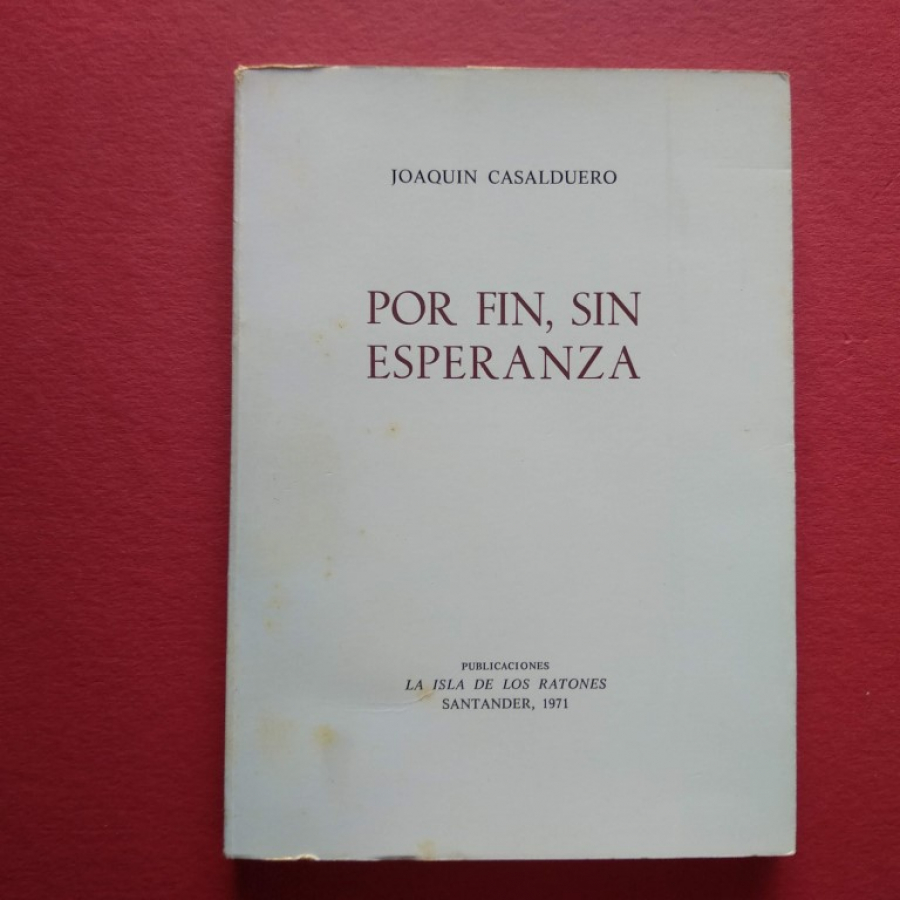 JOAQUIN CASALDUERO
POR FIN, SIN
ESPERANZA
PUBLICACIONES
LA ISLA DE LOS RATONES
SANTANDER, 1971